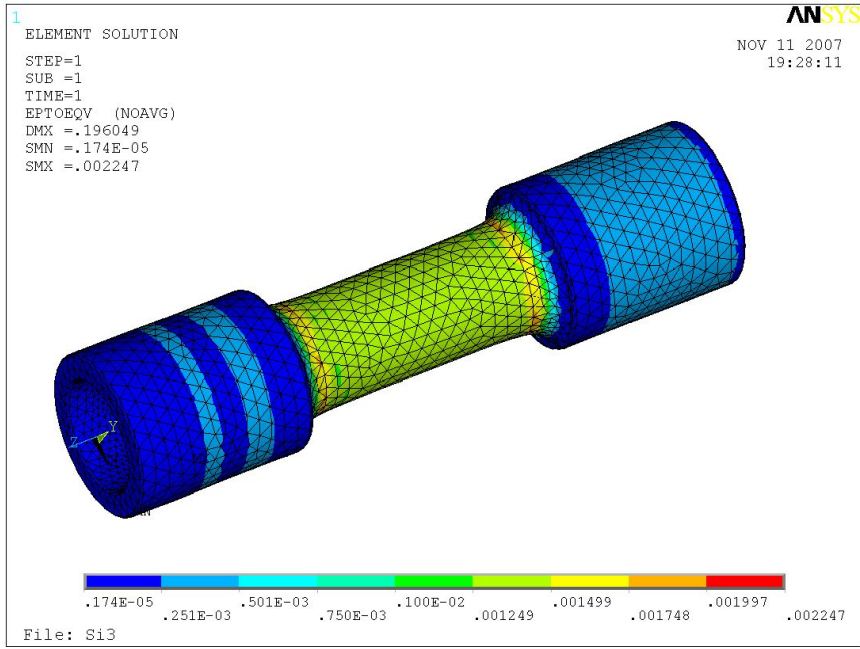 1
ANSYS
ELEMENT SOLUTION
NOV 11 2007
19:28:11
STEP=1
SUB =1
TIME=1
EPTOEQV (NOAVG)
DMX =.196049
SMN =.174E-05
SMX =.002247
Z
Y
.174E-05 .501E-03 .100E-02 .001499 .001997
.251E-03 .750E-03 .001249 .001748 .002247
File: Si3